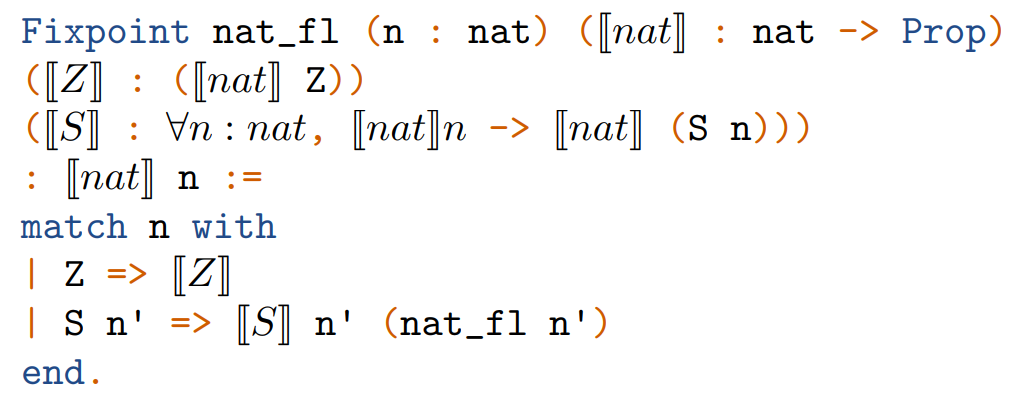 Fixpoint nat_fl (n : nat) (⟦nat⟧ : nat -> Prop)
(⟦Z⟧ : (⟦nat⟧ Z))
(⟦S⟧ : ∀n : nat, ⟦nat⟧n -> ⟦nat⟧ (S n)))
: ⟦nat⟧ n :=
match n with
| Z => ⟦Z⟧
| S n' => ⟦S⟧ n' (nat_fl n')
end.